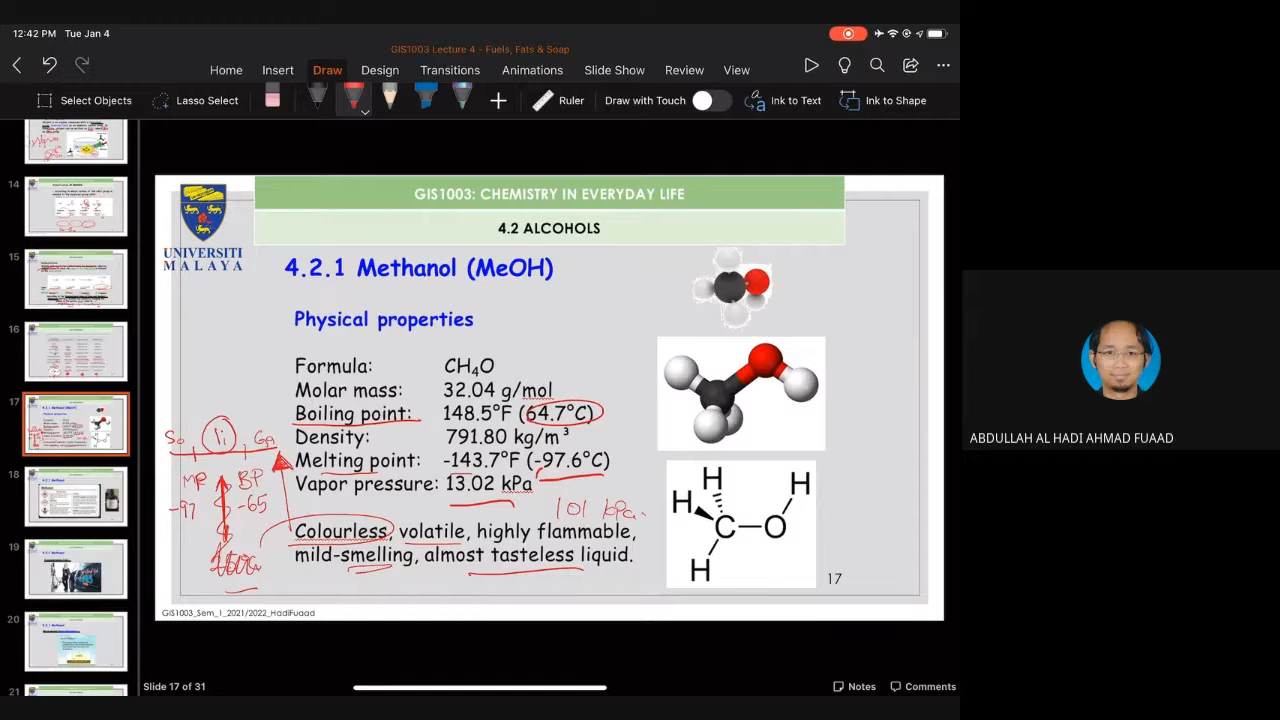 12:42 PM Tue Jan 4
GIS1003 Lecture 4 - Fuels, Fats & Soap
Home Insert Draw Design Transitions Animations Slide Show Review View
Select Objects Lasso Select Ruler Draw with Touch Ink to Text Ink to Shape
14
15
16
17
18
19
20
21
GIS1003: CHEMISTRY IN EVERYDAY LIFE
4.2 ALCOHOLS
UNIVERSITI
MALAYA
4.2.1 Methanol (MeOH)
Physical properties
Formula: CH₄O
Molar mass: 32.04 g/mol
Boiling point: 148.5°F (64.7°C)
Density: 791.80 kg/m³
Melting point: -143.7°F (-97.6°C)
Vapor pressure: 13.02 kPa
101 kPa
Colourless, volatile, highly flammable,
mild-smelling, almost tasteless liquid.
MP BP
-97 -65
H H
H
C O
H
17
GIS1003_Sem_1_2021/2022_HadiFuaad
Slide 17 of 31
Notes Comments
ABDULLAH AL HADI AHMAD FUAAD